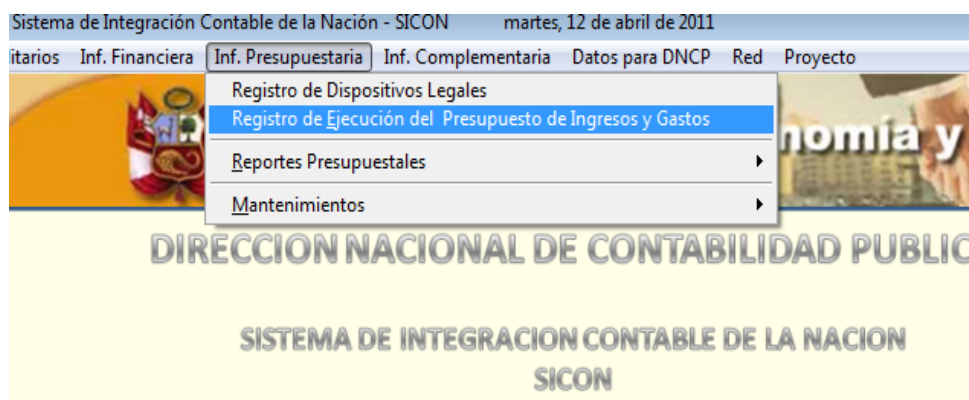 Sistema de Integración Contable de la Nación - SICON martes, 12 de abril de 2011
itarios Inf. Financiera Inf. Presupuestaria Inf. Complementaria Datos para DNCP Red Proyecto
Registro de Dispositivos Legales
Registro de Ejecución del Presupuesto de Ingresos y Gastos
Reportes Presupuestales
Mantenimientos
nomía y
DIRECCION NACIONAL DE CONTABILIDAD PUBLIC
SISTEMA DE INTEGRACION CONTABLE DE LA NACION
SICON